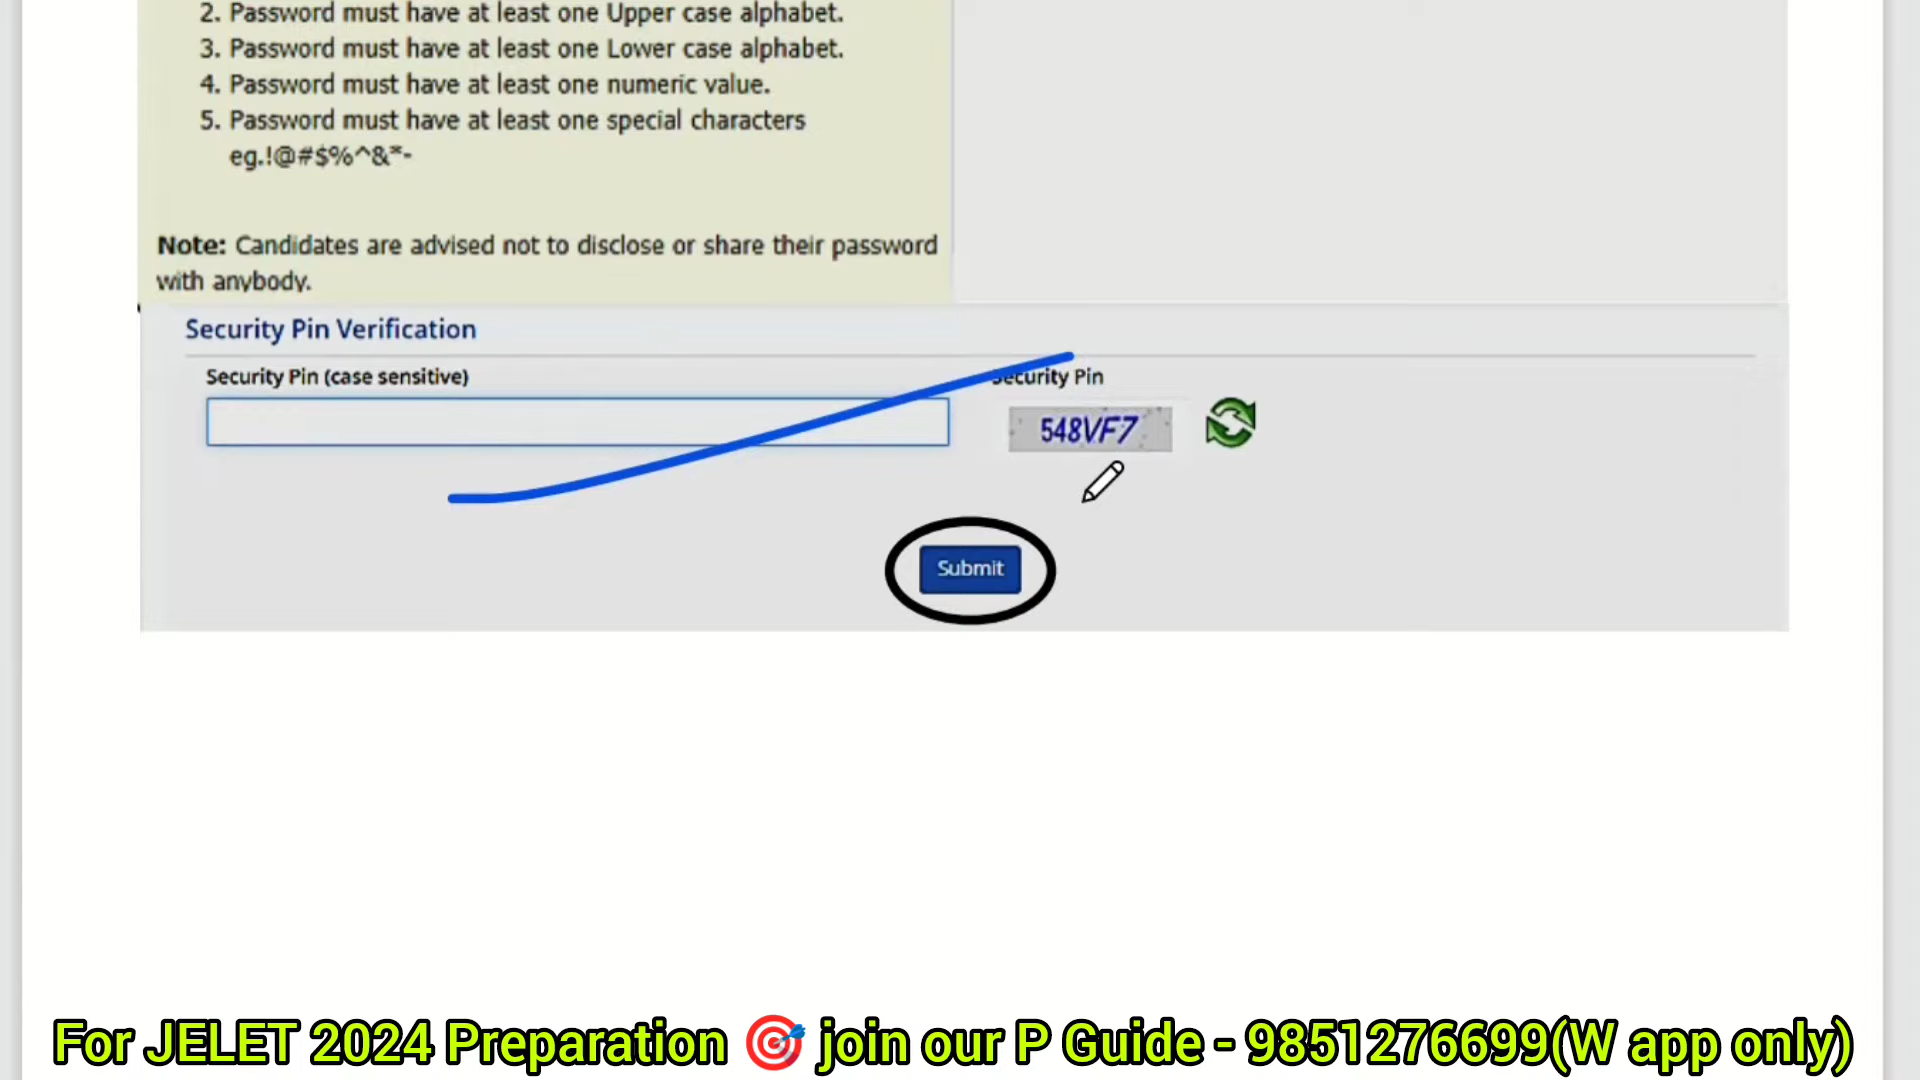 2. Password must have at least one Upper case alphabet.
3. Password must have at least one Lower case alphabet.
4. Password must have at least one numeric value.
5. Password must have at least one special characters
eg.!@#$%^&*-
Note: Candidates are advised not to disclose or share their password
with anybody.
Security Pin Verification
Security Pin (case sensitive)
Security Pin
548VF7
Submit
For JELET 2024 Preparation 🎯 join our P Guide - 9851276699(W app only)